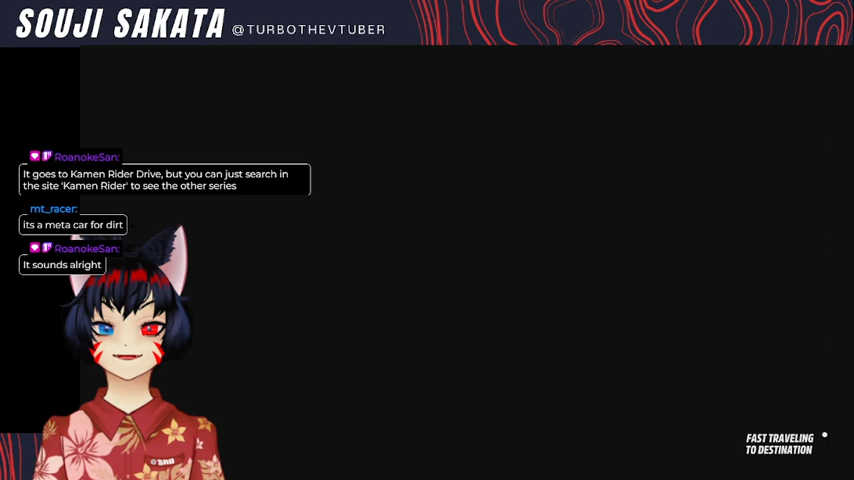 SOUJI SAKATA @TURBOTHEVTUBER
RoanokeSan:
It goes to Kamen Rider Drive, but you can just search in
the site 'Kamen Rider' to see the other series
mt_racer:
its a meta car for dirt
RoanokeSan:
It sounds alright
FAST TRAVELING
TO DESTINATION